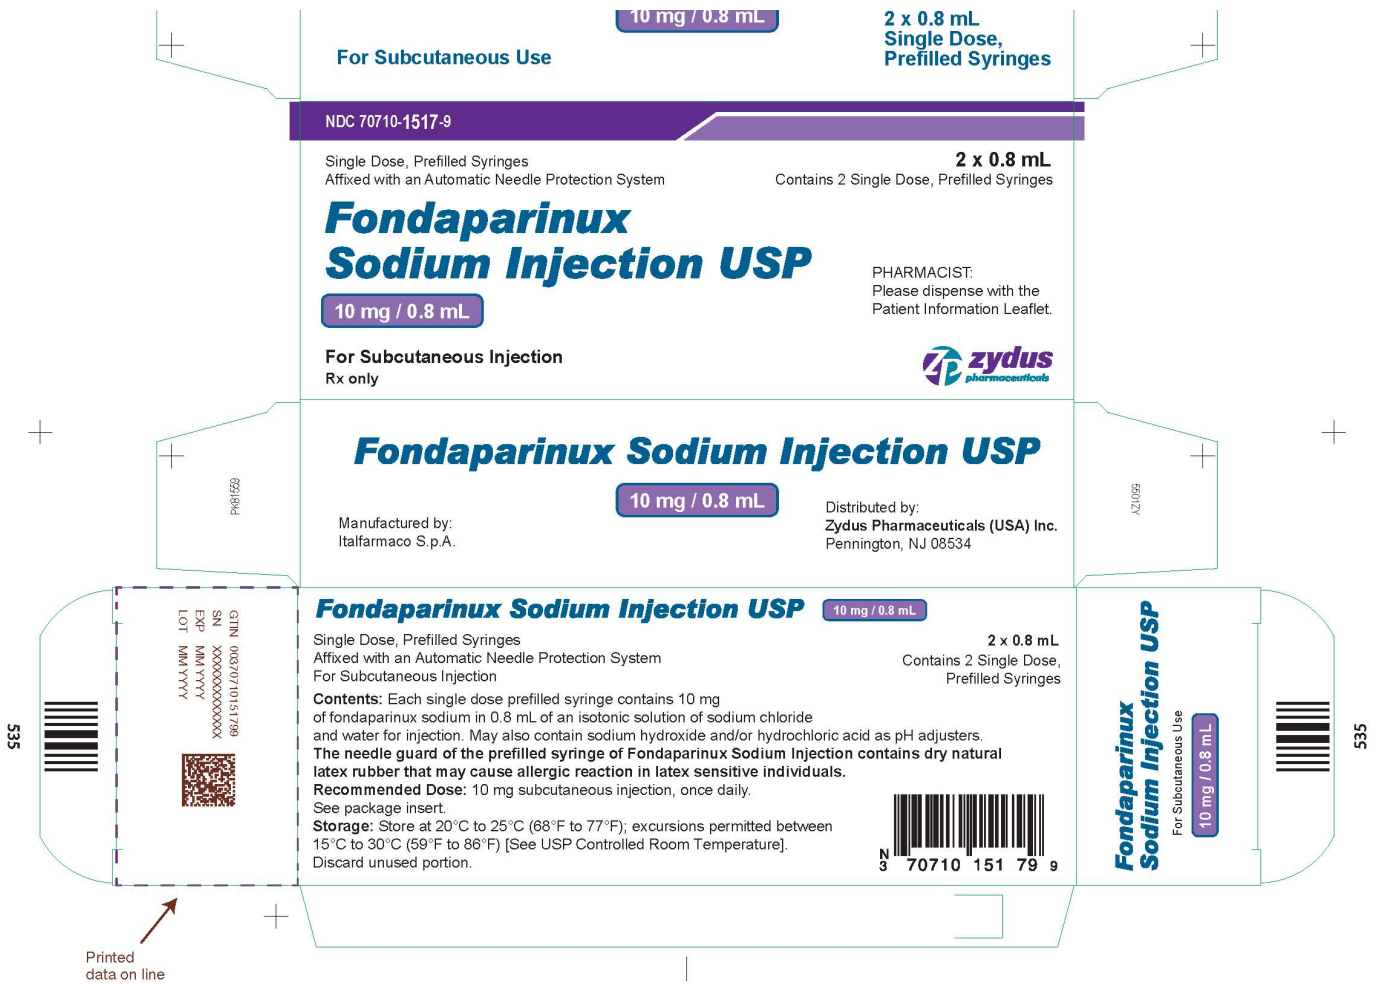 10 mg / 0.8 mL
2 x 0.8 mL
Single Dose,
Prefilled Syringes
For Subcutaneous Use
NDC 70710-1517-9
Single Dose, Prefilled Syringes
Affixed with an Automatic Needle Protection System
2 x 0.8 mL
Contains 2 Single Dose, Prefilled Syringes
Fondaparinux
Sodium Injection USP
10 mg / 0.8 mL
PHARMACIST:
Please dispense with the
Patient Information Leaflet.
For Subcutaneous Injection
Rx only
zydus
pharmaceuticals
Fondaparinux Sodium Injection USP
10 mg / 0.8 mL
Manufactured by:
Italfarmaco S.p.A.
Distributed by:
Zydus Pharmaceuticals (USA) Inc.
Pennington, NJ 08534
PK81559
5501ZY
GTIN 00370710151799
SN XXXXXXXXXXXXX
EXP MM YYYY
LOT MM YYYY
535
Printed
data on line
Fondaparinux Sodium Injection USP 10 mg / 0.8 mL
Single Dose, Prefilled Syringes
Affixed with an Automatic Needle Protection System
For Subcutaneous Injection
2 x 0.8 mL
Contains 2 Single Dose,
Prefilled Syringes
Contents: Each single dose prefilled syringe contains 10 mg
of fondaparinux sodium in 0.8 mL of an isotonic solution of sodium chloride
and water for injection. May also contain sodium hydroxide and/or hydrochloric acid as pH adjusters.
The needle guard of the prefilled syringe of Fondaparinux Sodium Injection contains dry natural
latex rubber that may cause allergic reaction in latex sensitive individuals.
Recommended Dose: 10 mg subcutaneous injection, once daily.
See package insert.
Storage: Store at 20°C to 25°C (68°F to 77°F); excursions permitted between
15°C to 30°C (59°F to 86°F) [See USP Controlled Room Temperature].
Discard unused portion.
N
3 70710 151 79 9
Fondaparinux
Sodium Injection USP
For Subcutaneous Use
10 mg / 0.8 mL
535